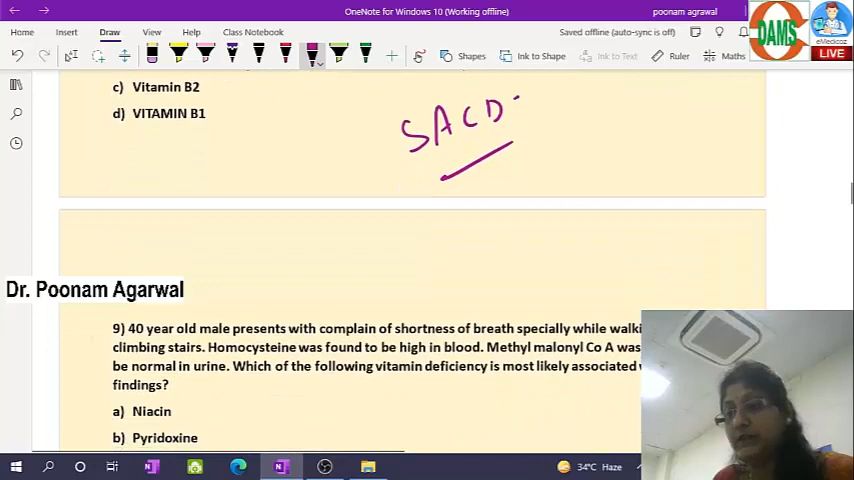 OneNote for Windows 10 (Working offline)
poonam agrawal
Home
Insert
Draw
View
Help
Class Notebook
Saved offline (auto-sync is off)
Shapes
Ink to Shape
Ink to Text
Ruler
Maths
DAMS
eMedicoz
LIVE
c) Vitamin B2
d) VITAMIN B1
SACD
Dr. Poonam Agarwal
9) 40 year old male presents with complain of shortness of breath specially while
climbing stairs. Homocysteine was found to be high in blood. Methyl malonyl Co A was
be normal in urine. Which of the following vitamin deficiency is most likely associated
findings?
a) Niacin
b) Pyridoxine
34°C Haze